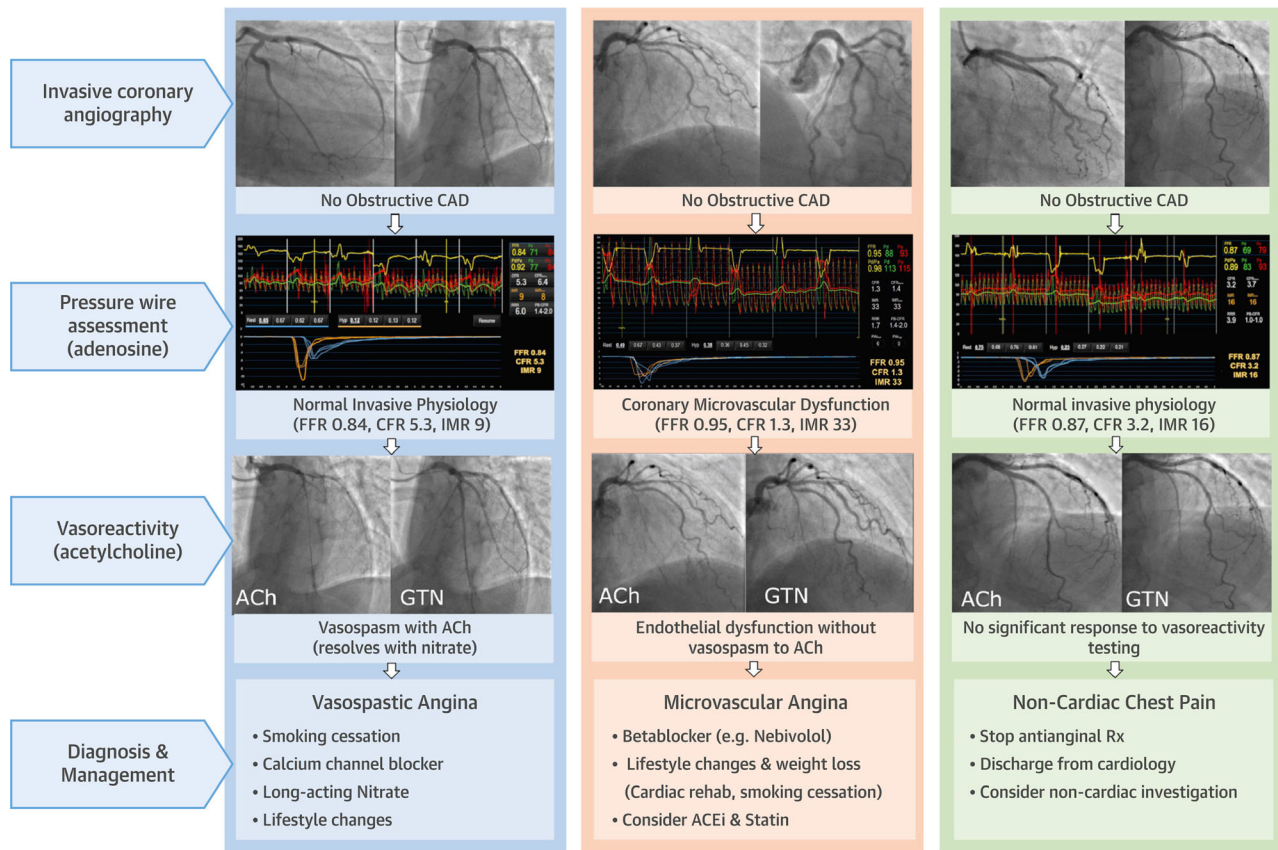 Invasive coronary
angiography
No Obstructive CAD
No Obstructive CAD
No Obstructive CAD
Pressure wire
assessment
(adenosine)
FFR 0.84
CFR 5.3
IMR 9
FFR 0.95
CFR 1.3
IMR 33
FFR 0.87
CFR 3.2
IMR 16
Normal Invasive Physiology
(FFR 0.84, CFR 5.3, IMR 9)
Coronary Microvascular Dysfunction
(FFR 0.95, CFR 1.3, IMR 33)
Normal invasive physiology
(FFR 0.87, CFR 3.2, IMR 16)
Vasoreactivity
(acetylcholine)
ACh GTN
ACh GTN
ACh GTN
Vasospasm with ACh
(resolves with nitrate)
Endothelial dysfunction without
vasospasm to ACh
No significant response to vasoreactivity
testing
Diagnosis &
Management
Vasospastic Angina
• Smoking cessation
• Calcium channel blocker
• Long-acting Nitrate
• Lifestyle changes
Microvascular Angina
• Betablocker (e.g. Nebivolol)
• Lifestyle changes & weight loss
(Cardiac rehab, smoking cessation)
• Consider ACEi & Statin
Non-Cardiac Chest Pain
• Stop antianginal Rx
• Discharge from cardiology
• Consider non-cardiac investigation